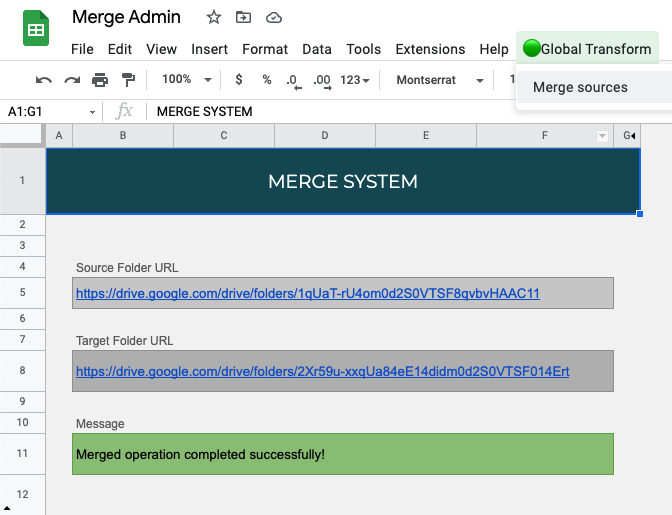 Merge Admin
File Edit View Insert Format Data Tools Extensions Help Global Transform
100% $ % .0 .00 123 Montserrat 1
Merge sources
A1:G1 fx MERGE SYSTEM
A B C D E F G
1 MERGE SYSTEM
2
3
4 Source Folder URL
5 https://drive.google.com/drive/folders/1qUaT-rU4om0d2S0VTSF8qvbvHAAC11
6
7 Target Folder URL
8 https://drive.google.com/drive/folders/2Xr59u-xxqUa84eE14didm0d2S0VTSF014Ert
9
10 Message
11 Merged operation completed successfully!
12